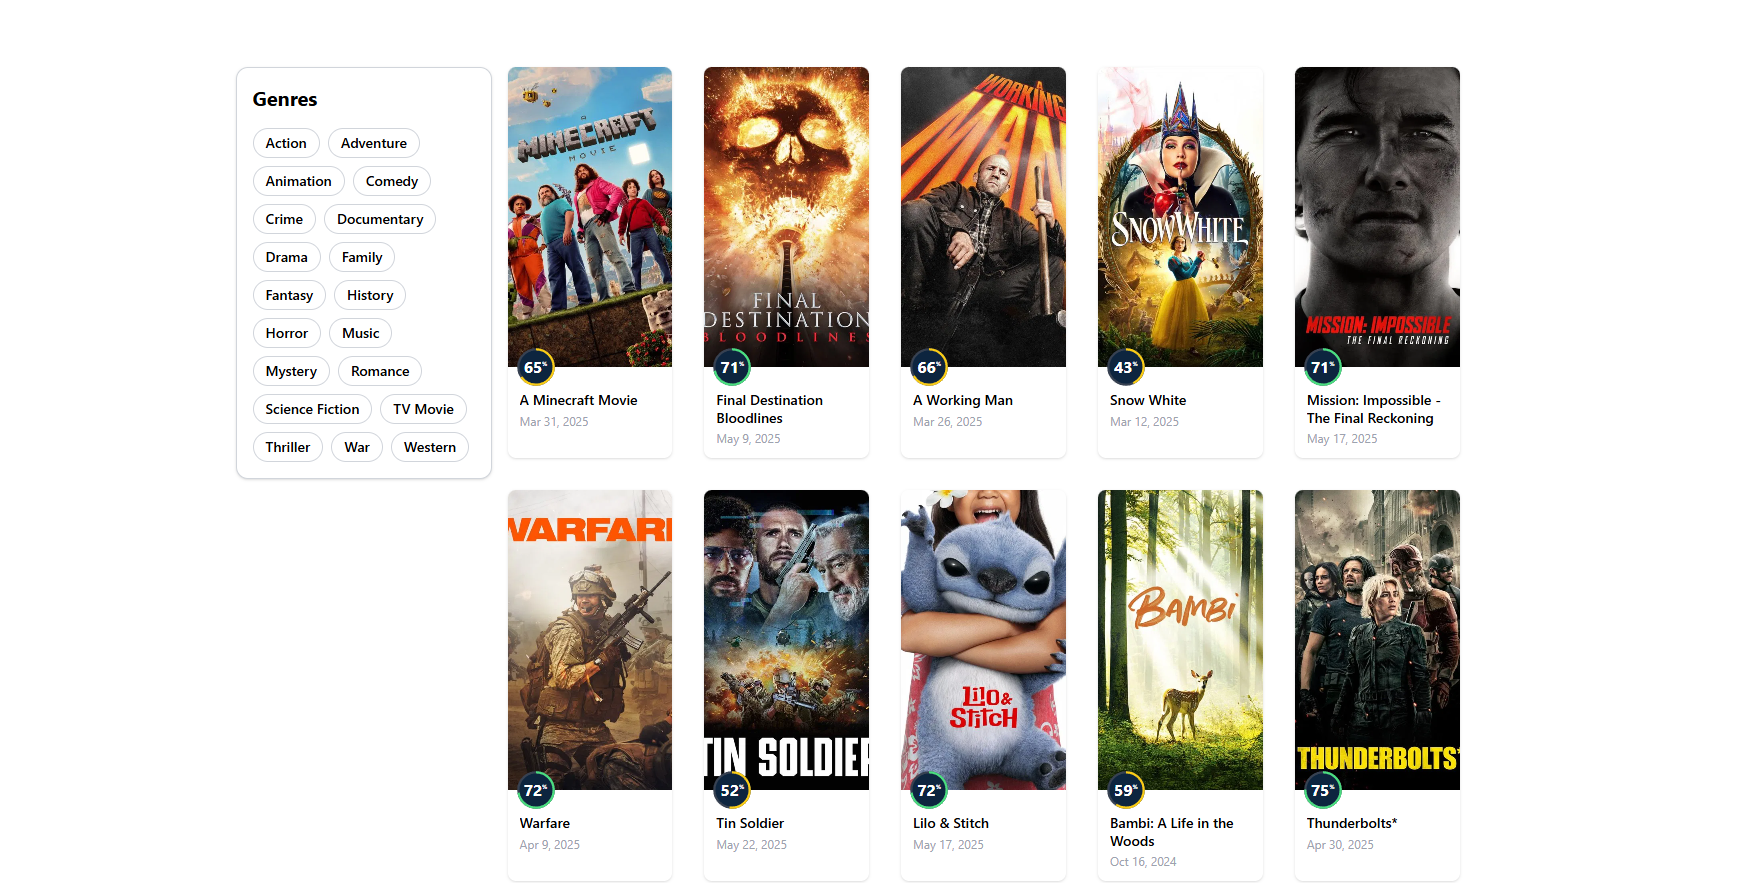 Genres
Action
Adventure
Animation
Comedy
Crime
Documentary
Drama
Family
Fantasy
History
Horror
Music
Mystery
Romance
Science Fiction
TV Movie
Thriller
War
Western
A
MINECRAFT
MOVIE
65%
A Minecraft Movie
Mar 31, 2025
FINAL
DESTINATION
BLOODLINES
71%
Final Destination
Bloodlines
May 9, 2025
A
WORKING
MAN
66%
A Working Man
Mar 26, 2025
SNOW WHITE
43%
Snow White
Mar 12, 2025
MISSION: IMPOSSIBLE
THE FINAL RECKONING
71%
Mission: Impossible -
The Final Reckoning
May 17, 2025
WARFARE
72%
Warfare
Apr 9, 2025
TIN SOLDIER
52%
Tin Soldier
May 22, 2025
Lilo &
Stitch
72%
Lilo & Stitch
May 17, 2025
BAMBI
59%
Bambi: A Life in the
Woods
Oct 16, 2024
THUNDERBOLTS*
75%
Thunderbolts*
Apr 30, 2025